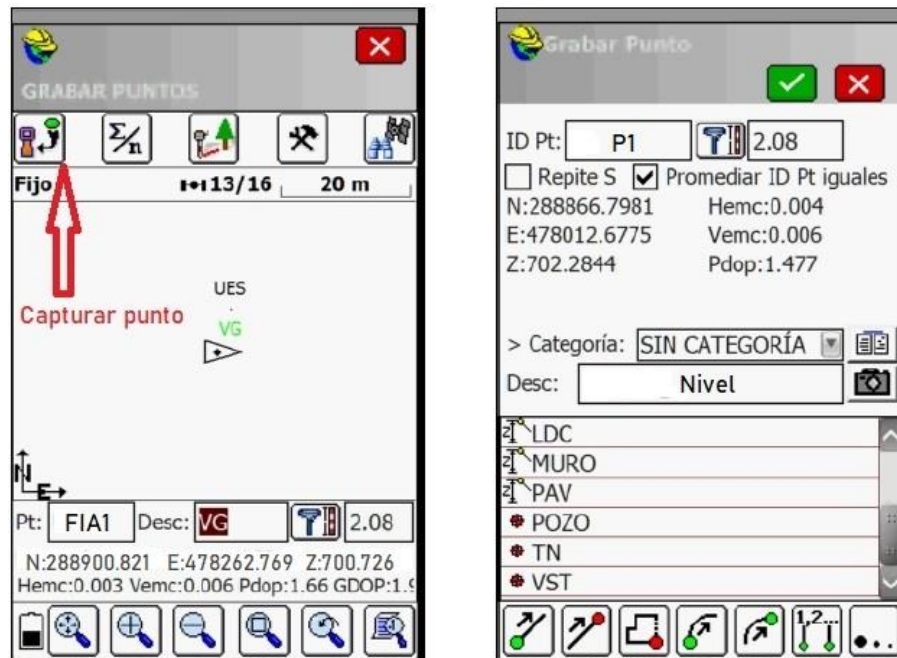 GRABAR PUNTOS
Σ/n
Fijo 13/16 20 m
Capturar punto
UES
VG
N
E
Pt: FIA1 Desc: VG 2.08
N:288900.821 E:478262.769 Z:700.726
Hemc:0.003 Vemc:0.006 Pdop:1.66 GDOP:1.9
Grabar Punto
ID Pt: P1 2.08
Repite S Promediar ID Pt iguales
N:288866.7981 Hemc:0.004
E:478012.6775 Vemc:0.006
Z:702.2844 Pdop:1.477
> Categoría: SIN CATEGORÍA
Desc: Nivel
LDC
MURO
PAV
POZO
TN
VST
1,2...